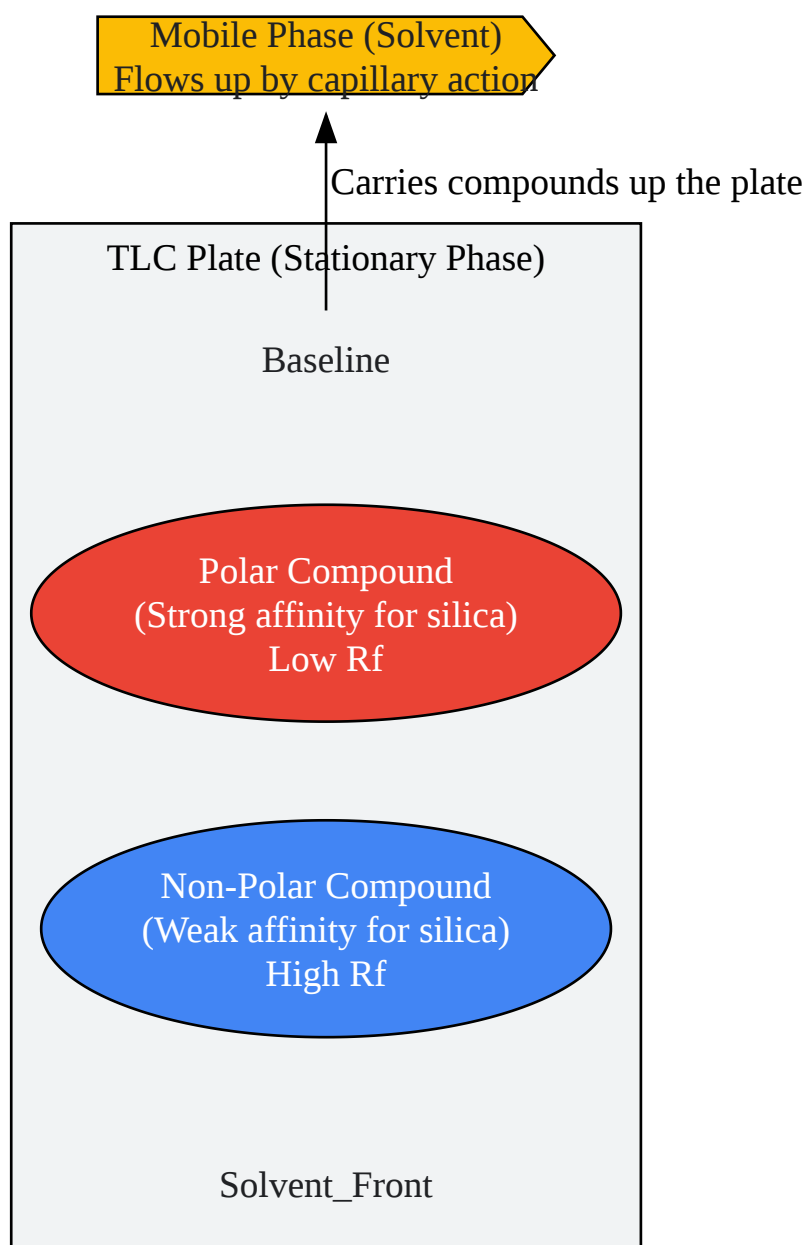 Mobile Phase (Solvent)
Flows up by capillary action
Carries compounds up the plate
TLC Plate (Stationary Phase)
Baseline
Polar Compound
(Strong affinity for silica)
Low Rf
Non-Polar Compound
(Weak affinity for silica)
High Rf
Solvent_Front